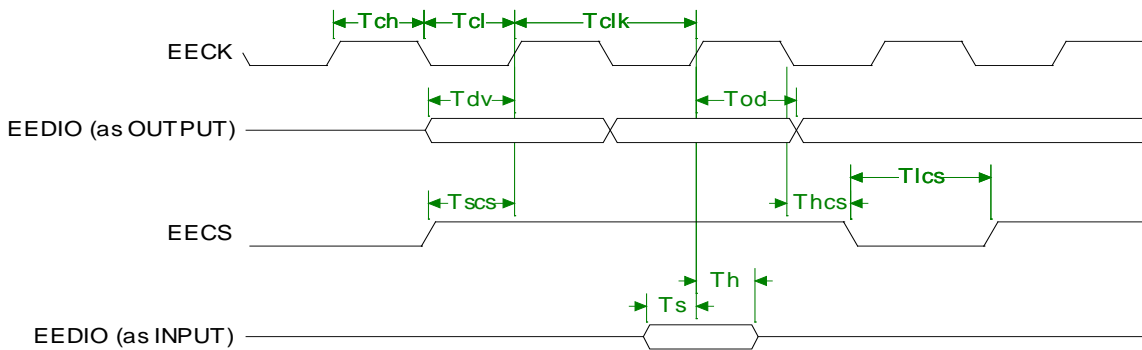 Tch Tcl Tclk
EECK
Tdv Tod
EEDIO (as OUTPUT)
Tlcs
Tscs Thcs
EECS
Th
Ts
EEDIO (as INPUT)